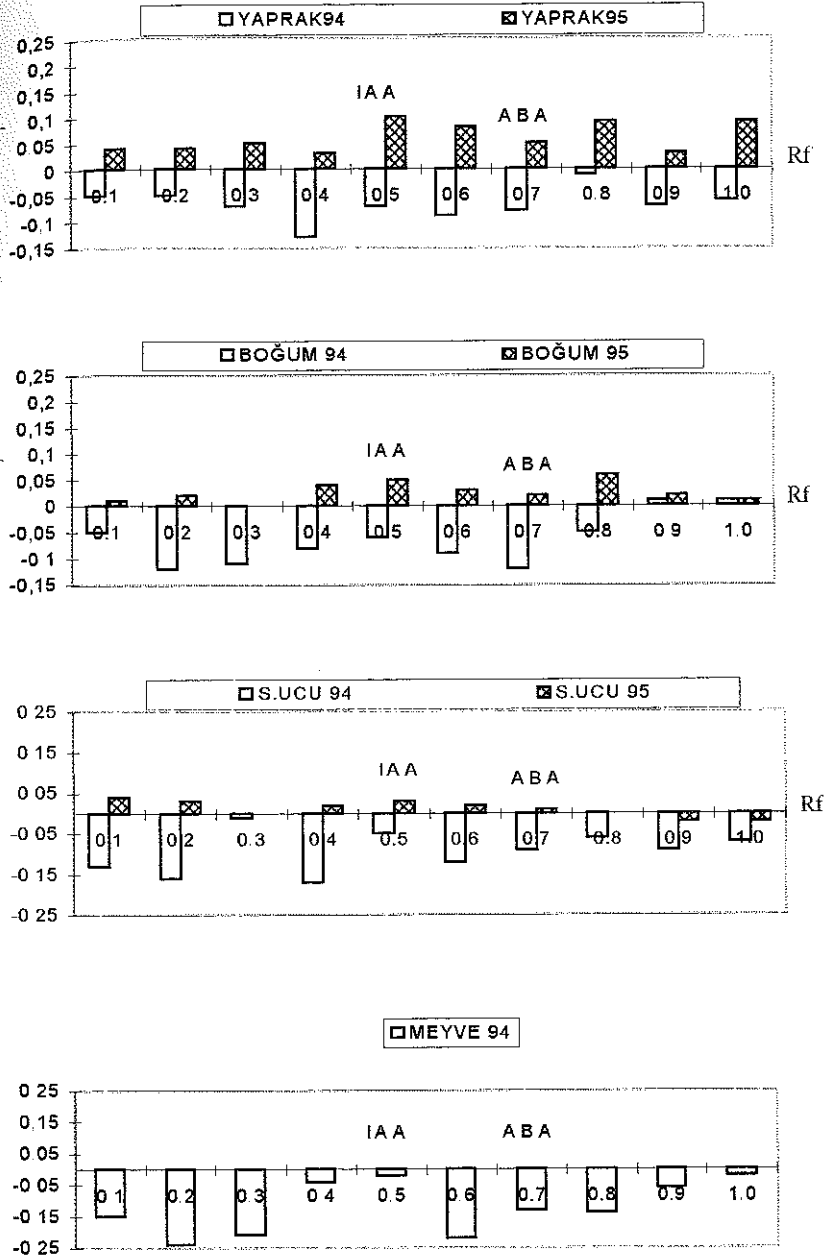 YAPRAK94 YAPRAK95
0,25
0,2
0,15
0,1
0 05
0
-0,05
-0,1
-0,15
IAA
ABA
Rf
0.1 0.2 0.3 0.4 0.5 0.6 0.7 0.8 0.9 1.0
BOĞUM 94 BOĞUM 95
0,25
0,2
0,15
0,1
0,05
0
-0,05
-0 1
-0,15
IAA
ABA
Rf
0.1 0.2 0.3 0.4 0.5 0.6 0.7 0.8 0 9 1.0
S.UCU 94 S.UCU 95
0 25
0 15
0 05
-0 05
-0 15
-0 25
IAA
ABA
Rf
0.1 0.2 0.3 0.4 0.5 0.6 0.7 0.8 0.9 1.0
MEYVE 94
0 25
0,15
0 05
-0 05
-0 15
-0 25
IAA ABA
0 1 0.2 0.3 0 4 0.5 0.6 0.7 0.8 0.9 1.0